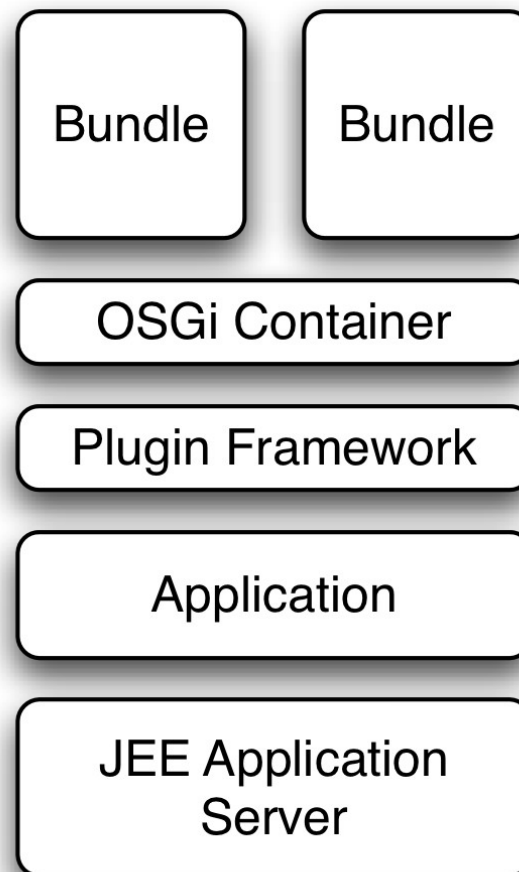 Bundle Bundle
OSGi Container
Plugin Framework
Application
JEE Application
Server